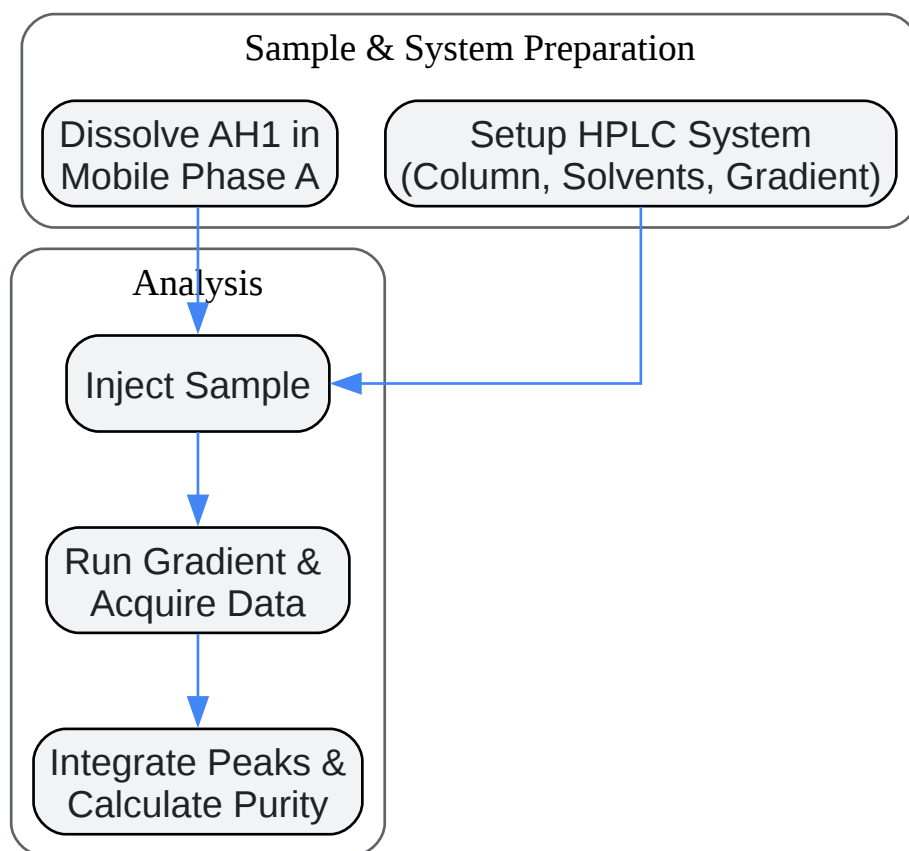 Sample & System Preparation
Dissolve AH1 in
Mobile Phase A
Setup HPLC System
(Column, Solvents, Gradient)
Analysis
Inject Sample
Run Gradient &
Acquire Data
Integrate Peaks &
Calculate Purity